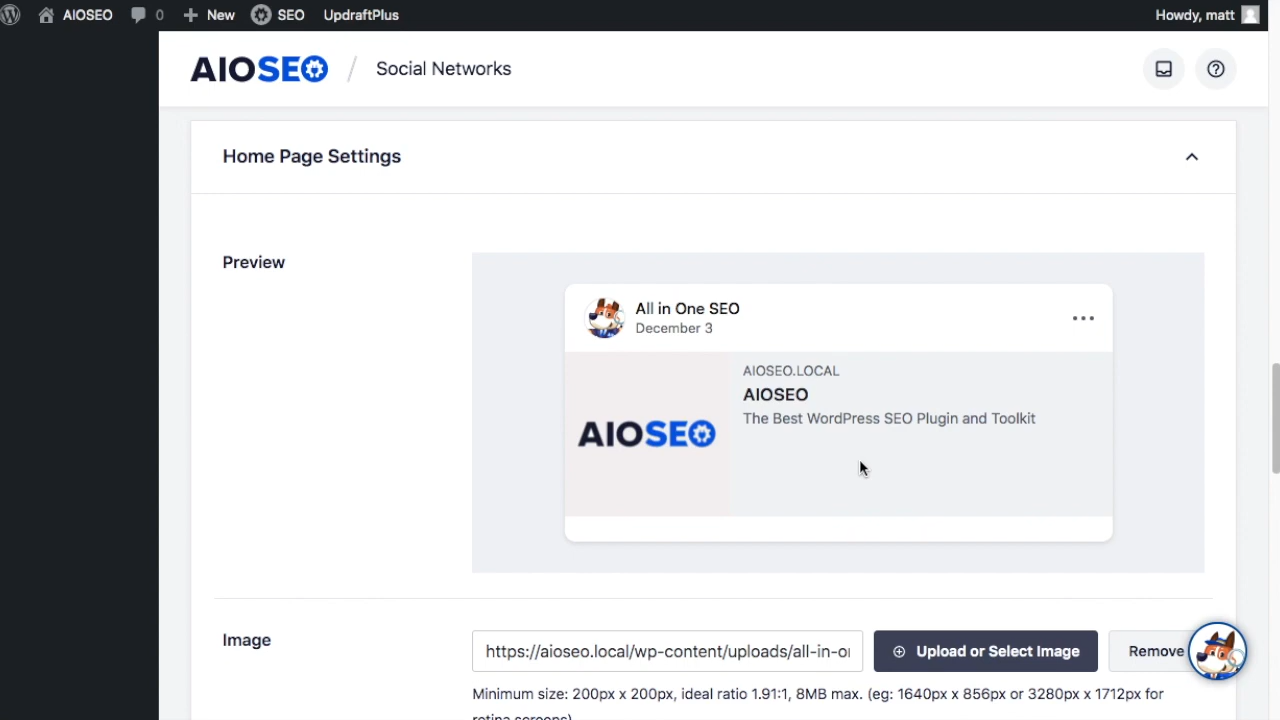 AIOSEO 0 New SEO UpdraftPlus Howdy, matt
AIOSEO / Social Networks
Home Page Settings
Preview
All in One SEO
December 3
AIOSEO.LOCAL
AIOSEO
The Best WordPress SEO Plugin and Toolkit
AIOSEO
Image
https://aioseo.local/wp-content/uploads/all-in-o
Upload or Select Image
Remove
Minimum size: 200px x 200px, ideal ratio 1.91:1, 8MB max. (eg: 1640px x 856px or 3280px x 1712px for
retina screens)